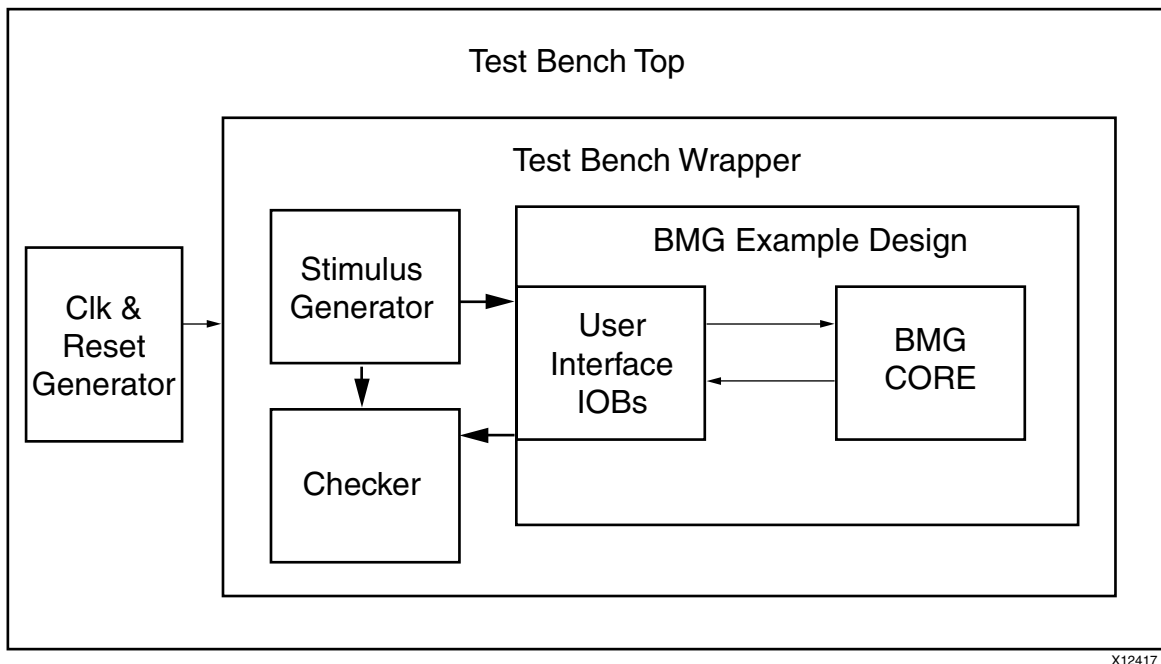 Test Bench Top
Test Bench Wrapper
BMG Example Design
Stimulus
Generator
Clk &
Reset
Generator
User
Interface
IOBs
BMG
CORE
Checker
X12417